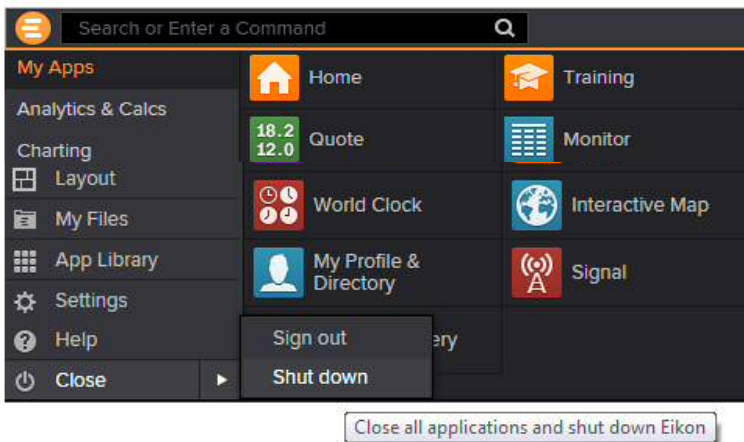 Search or Enter a Command
My Apps
Home
Training
Analytics & Calcs
18.2
12.0
Quote
Monitor
Charting
Layout
World Clock
Interactive Map
My Files
App Library
My Profile &
Directory
Signal
Settings
Help
Sign out
ery
Close
Shut down
Close all applications and shut down Eikon